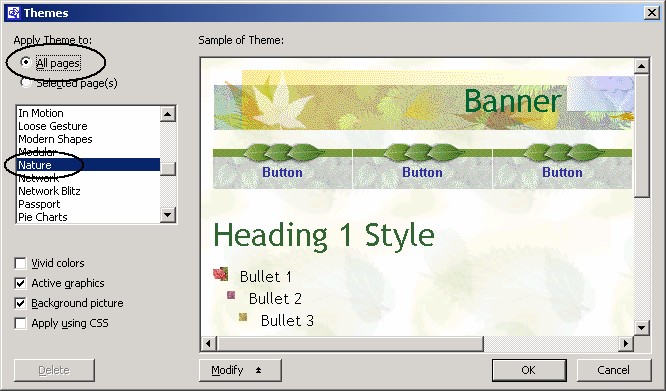 Themes
Apply Theme to:
All pages
Selected page(s)
In Motion
Loose Gesture
Modern Shapes
Modular
Nature
Network
Network Blitz
Passport
Pie Charts
Vivid colors
Active graphics
Background picture
Apply using CSS
Delete
Sample of Theme:
Banner
Button Button Button
Heading 1 Style
Bullet 1
Bullet 2
Bullet 3
Modify
OK
Cancel